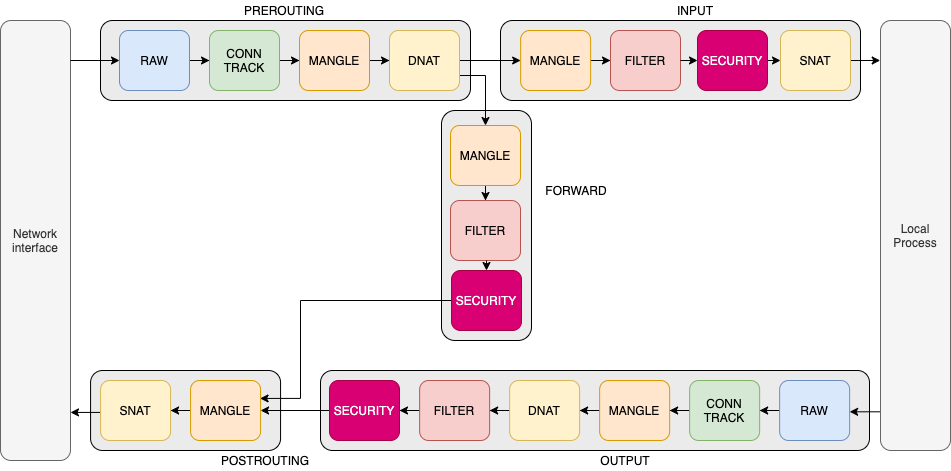 PREROUTING
INPUT
RAW
CONN
TRACK
MANGLE
DNAT
MANGLE
FILTER
SECURITY
SNAT
MANGLE
FORWARD
FILTER
Network
interface
Local
Process
SECURITY
SNAT
MANGLE
SECURITY
FILTER
DNAT
MANGLE
CONN
TRACK
RAW
POSTROUTING
OUTPUT